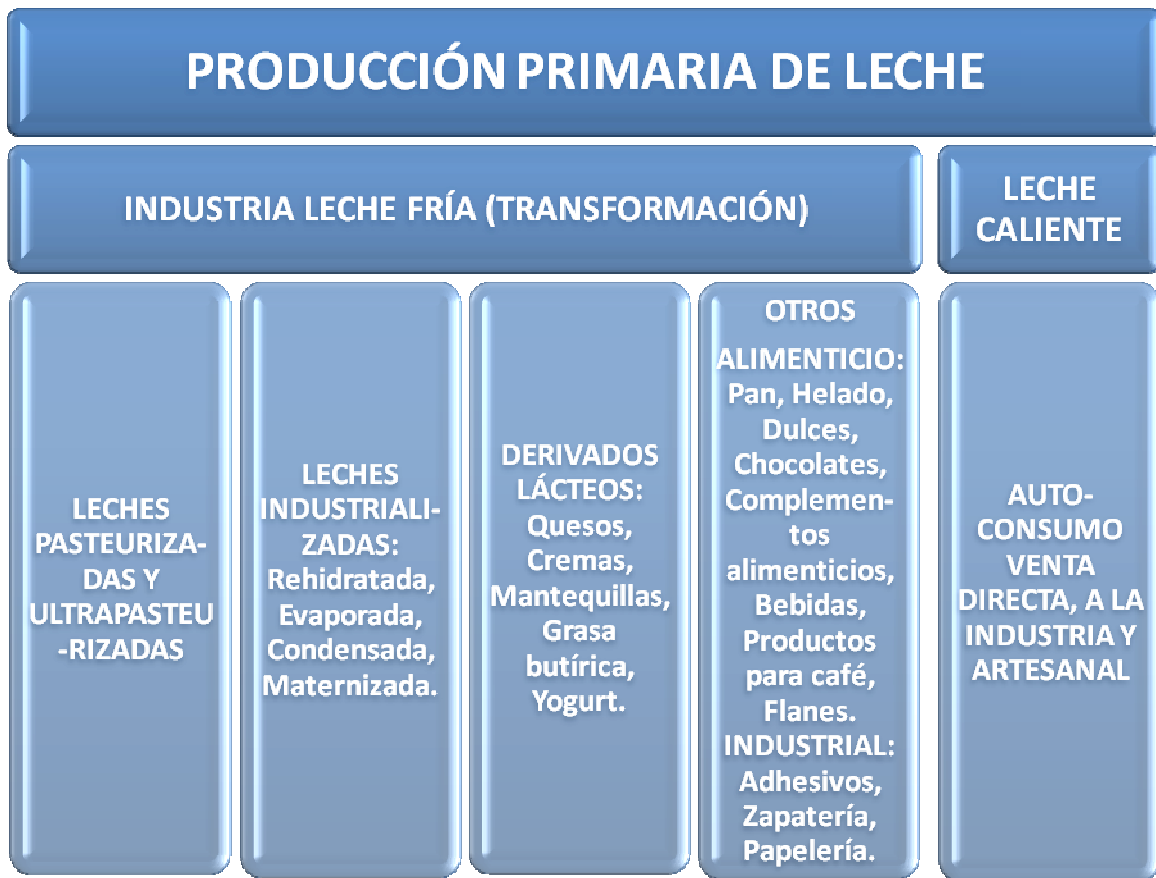 PRODUCCIÓN PRIMARIA DE LECHE
INDUSTRIA LECHE FRÍA (TRANSFORMACIÓN)
LECHE
CALIENTE
LECHES
PASTEURIZA-
DAS Y
ULTRAPASTEU
-RIZADAS
LECHES
INDUSTRIALI-
ZADAS:
Rehidratada,
Evaporada,
Condensada,
Maternizada.
DERIVADOS
LÁCTEOS:
Quesos,
Cremas,
Mantequillas,
Grasa
butírica,
Yogurt.
OTROS
ALIMENTICIO:
Pan, Helado,
Dulces,
Chocolates,
Complemen-
tos
alimenticios,
Bebidas,
Productos
para café,
Flanes.
INDUSTRIAL:
Adhesivos,
Zapatería,
Papelería.
AUTO-
CONSUMO
VENTA
DIRECTA, A LA
INDUSTRIA Y
ARTESANAL